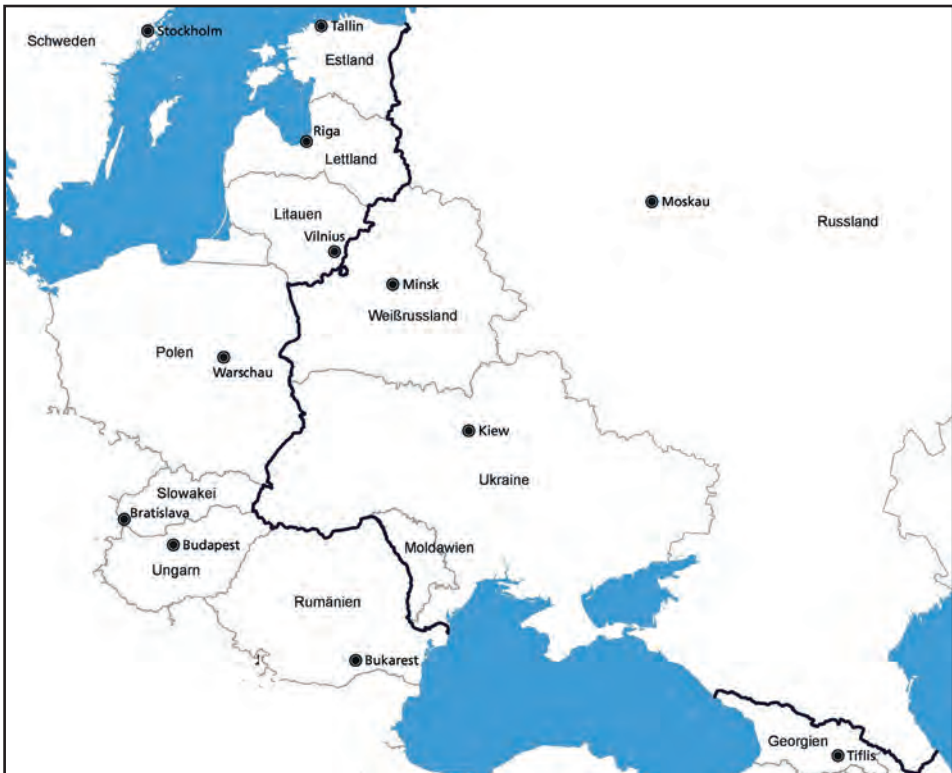 Schweden
Stockholm
Tallin
Estland
Riga
Lettland
Moskau
Russland
Litauen
Vilnius
Minsk
Weißrussland
Polen
Warschau
Kiew
Ukraine
Slowakei
Bratislava
Budapest
Ungarn
Moldawien
Rumänien
Bukarest
Georgien
Tiflis